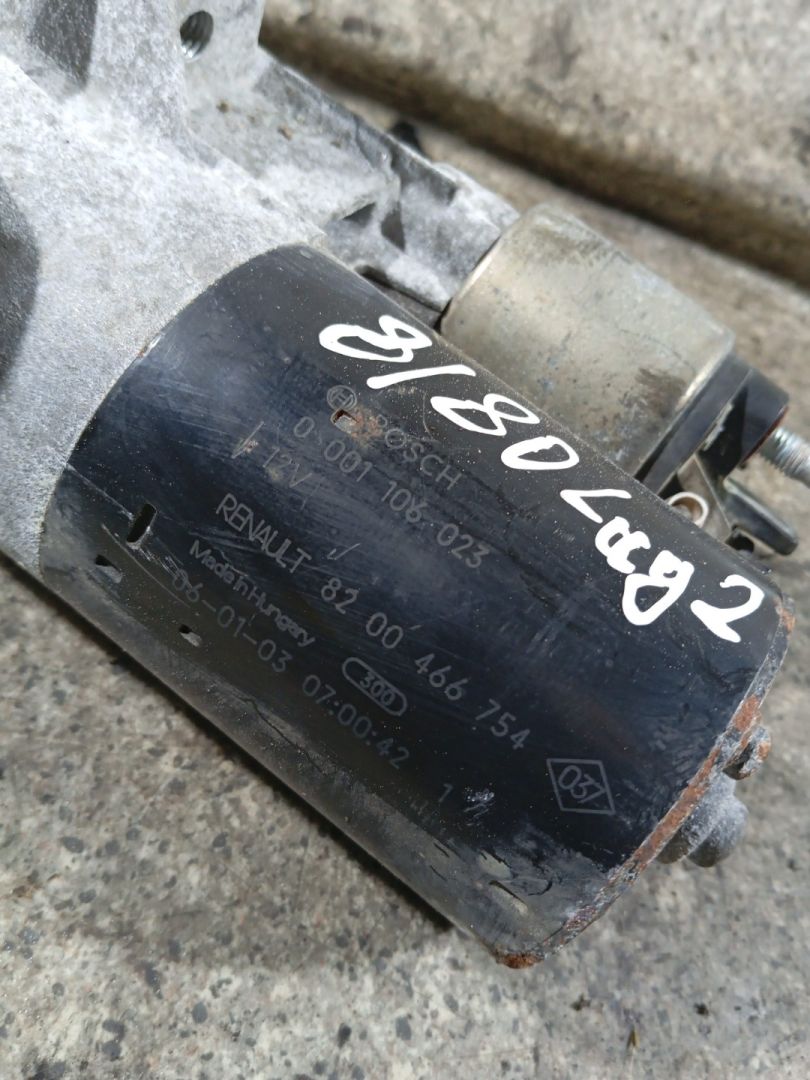 8/80 Lag2
BOSCH
0 001 106 023
12V
RENAULT 82 00 466 754
Made in Hungary 300
06-01-03 07:00:42 1
037